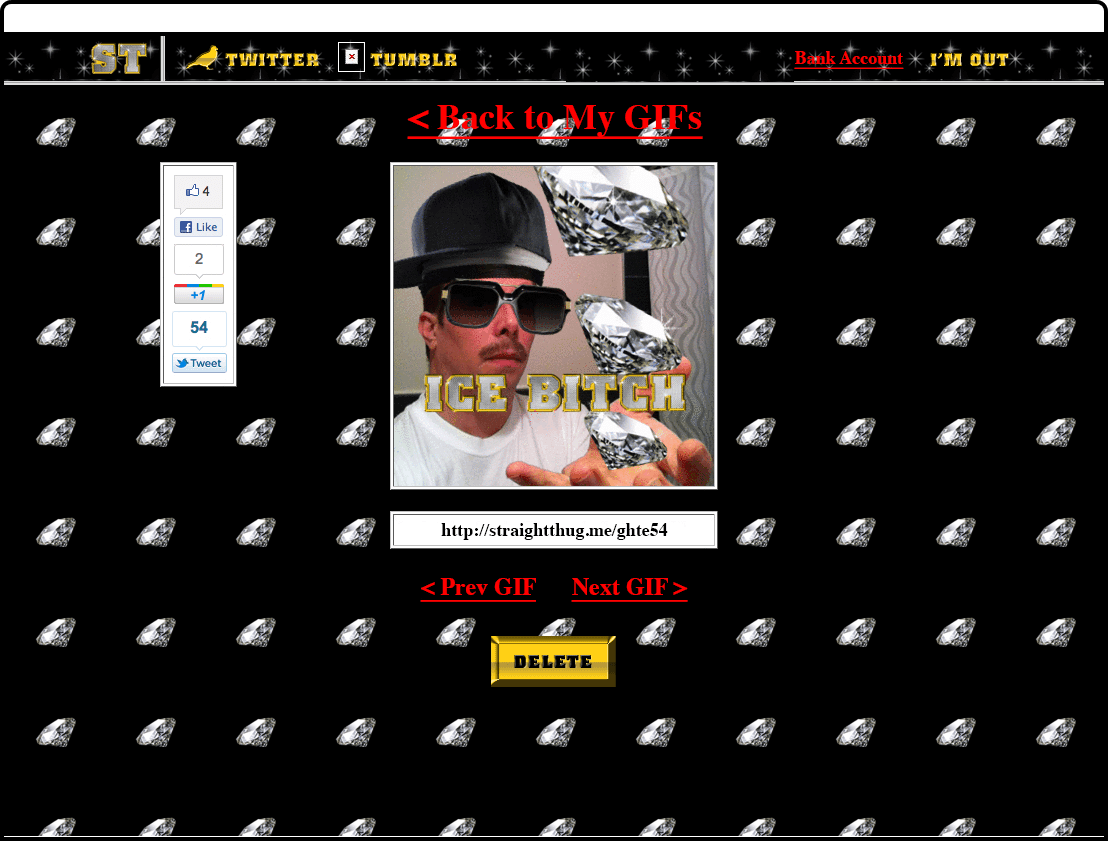 ST TWITTER TUMBLR Bank Account I'M OUT
< Back to My GIFs
4
Like
2
+1
54
Tweet
ICE BITCH
http://straightthug.me/ghte54
< Prev GIF Next GIF >
DELETE